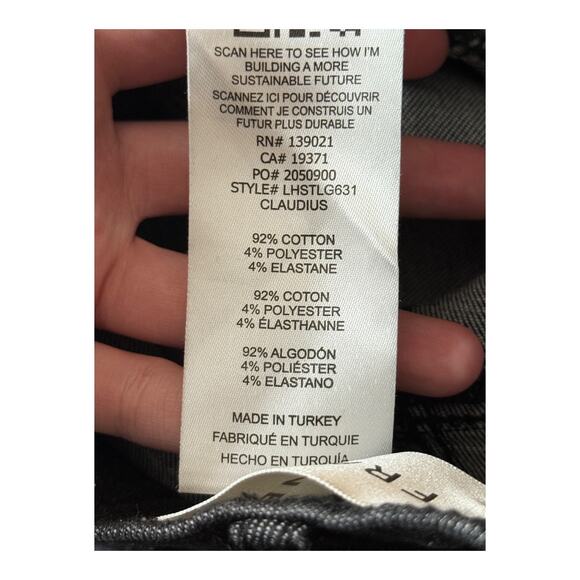 SCAN HERE TO SEE HOW I'M
BUILDING A MORE
SUSTAINABLE FUTURE
SCANNEZ ICI POUR DÉCOUVRIR
COMMENT JE CONSTRUIS UN
FUTUR PLUS DURABLE
RN# 139021
CA# 19371
PO# 2050900
STYLE# LHSTLG631
CLAUDIUS
92% COTTON
4% POLYESTER
4% ELASTANE
92% COTON
4% POLYESTER
4% ÉLASTHANNE
92% ALGODÓN
4% POLIÉSTER
4% ELASTANO
MADE IN TURKEY
FABRIQUÉ EN TURQUIE
HECHO EN TURQUÍA